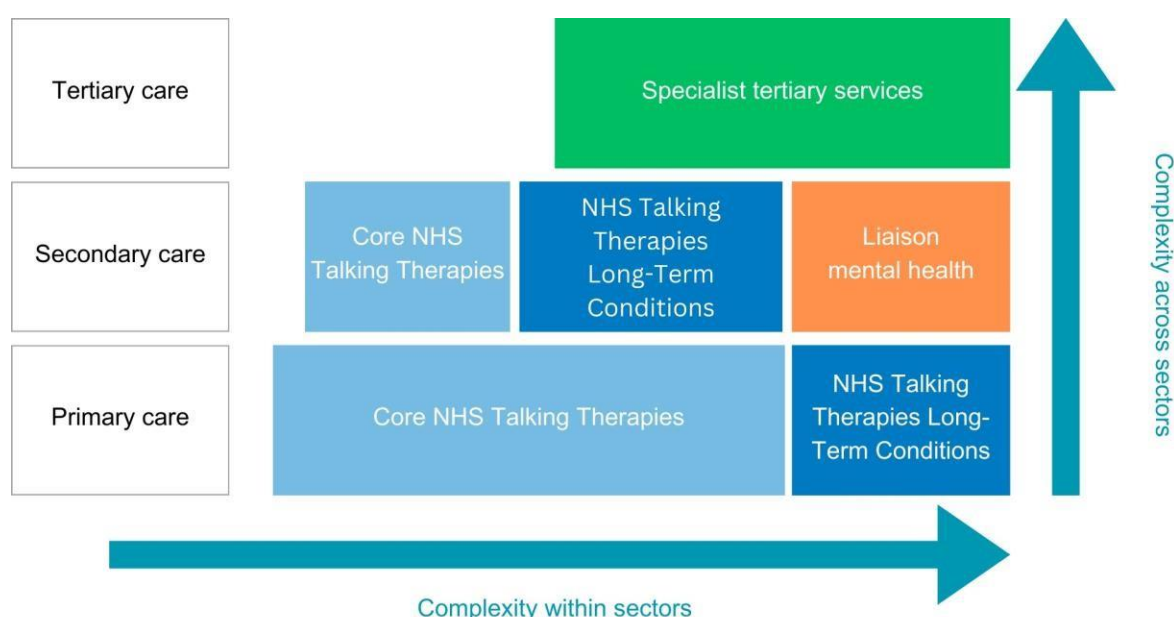 Tertiary care
Specialist tertiary services
Secondary care
Core NHS
Talking Therapies
NHS Talking
Therapies
Long-Term
Conditions
Liaison
mental health
Primary care
Core NHS Talking Therapies
NHS Talking
Therapies Long-
Term Conditions
Complexity across sectors
Complexity within sectors